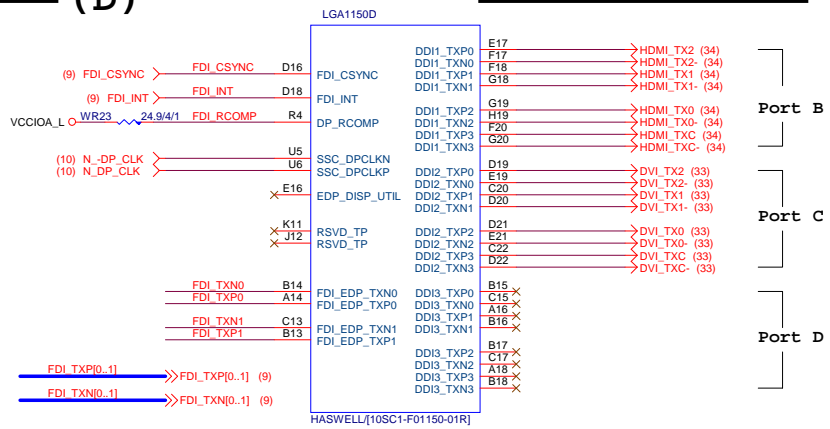 (D)
LGA1150D
(9) FDI_CSYNC FDI_CSYNC D16 FDI_CSYNC
(9) FDI_INT FDI_INT D18 FDI_INT
VCCIOA_L WR23 24.9/4/1 FDI_RCOMP R4 DP_RCOMP
(10) N_-DP_CLK U5 SSC_DPCLKN
(10) N_DP_CLK U6 SSC_DPCLKP
E16 EDP_DISP_UTIL
K11 RSVD_TP
J12 RSVD_TP
FDI_TXN0 B14 FDI_EDP_TXN0
FDI_TXP0 A14 FDI_EDP_TXP0
FDI_TXN1 C13 FDI_EDP_TXN1
FDI_TXP1 B13 FDI_EDP_TXP1
FDI_TXP[0..1] FDI_TXP[0..1] (9)
FDI_TXN[0..1] FDI_TXN[0..1] (9)
DDI1_TXP0 E17 HDMI_TX2 (34)
DDI1_TXN0 F17 HDMI_TX2- (34)
DDI1_TXP1 F18 HDMI_TX1 (34)
DDI1_TXN1 G18 HDMI_TX1- (34)
DDI1_TXP2 G19 HDMI_TX0 (34)
DDI1_TXN2 H19 HDMI_TX0- (34)
DDI1_TXP3 F20 HDMI_TXC (34)
DDI1_TXN3 G20 HDMI_TXC- (34)
Port B
DDI2_TXP0 D19 DVI_TX2 (33)
DDI2_TXN0 E19 DVI_TX2- (33)
DDI2_TXP1 C20 DVI_TX1 (33)
DDI2_TXN1 D20 DVI_TX1- (33)
DDI2_TXP2 D21 DVI_TX0 (33)
DDI2_TXN2 E21 DVI_TX0- (33)
DDI2_TXP3 C22 DVI_TXC (33)
DDI2_TXN3 D22 DVI_TXC- (33)
Port C
DDI3_TXP0 B15
DDI3_TXN0 C15
DDI3_TXP1 A16
DDI3_TXN1 B16
DDI3_TXP2 B17
DDI3_TXN2 C17
DDI3_TXP3 A18
DDI3_TXN3 B18
Port D
HASWELL/[10SC1-F01150-01R]